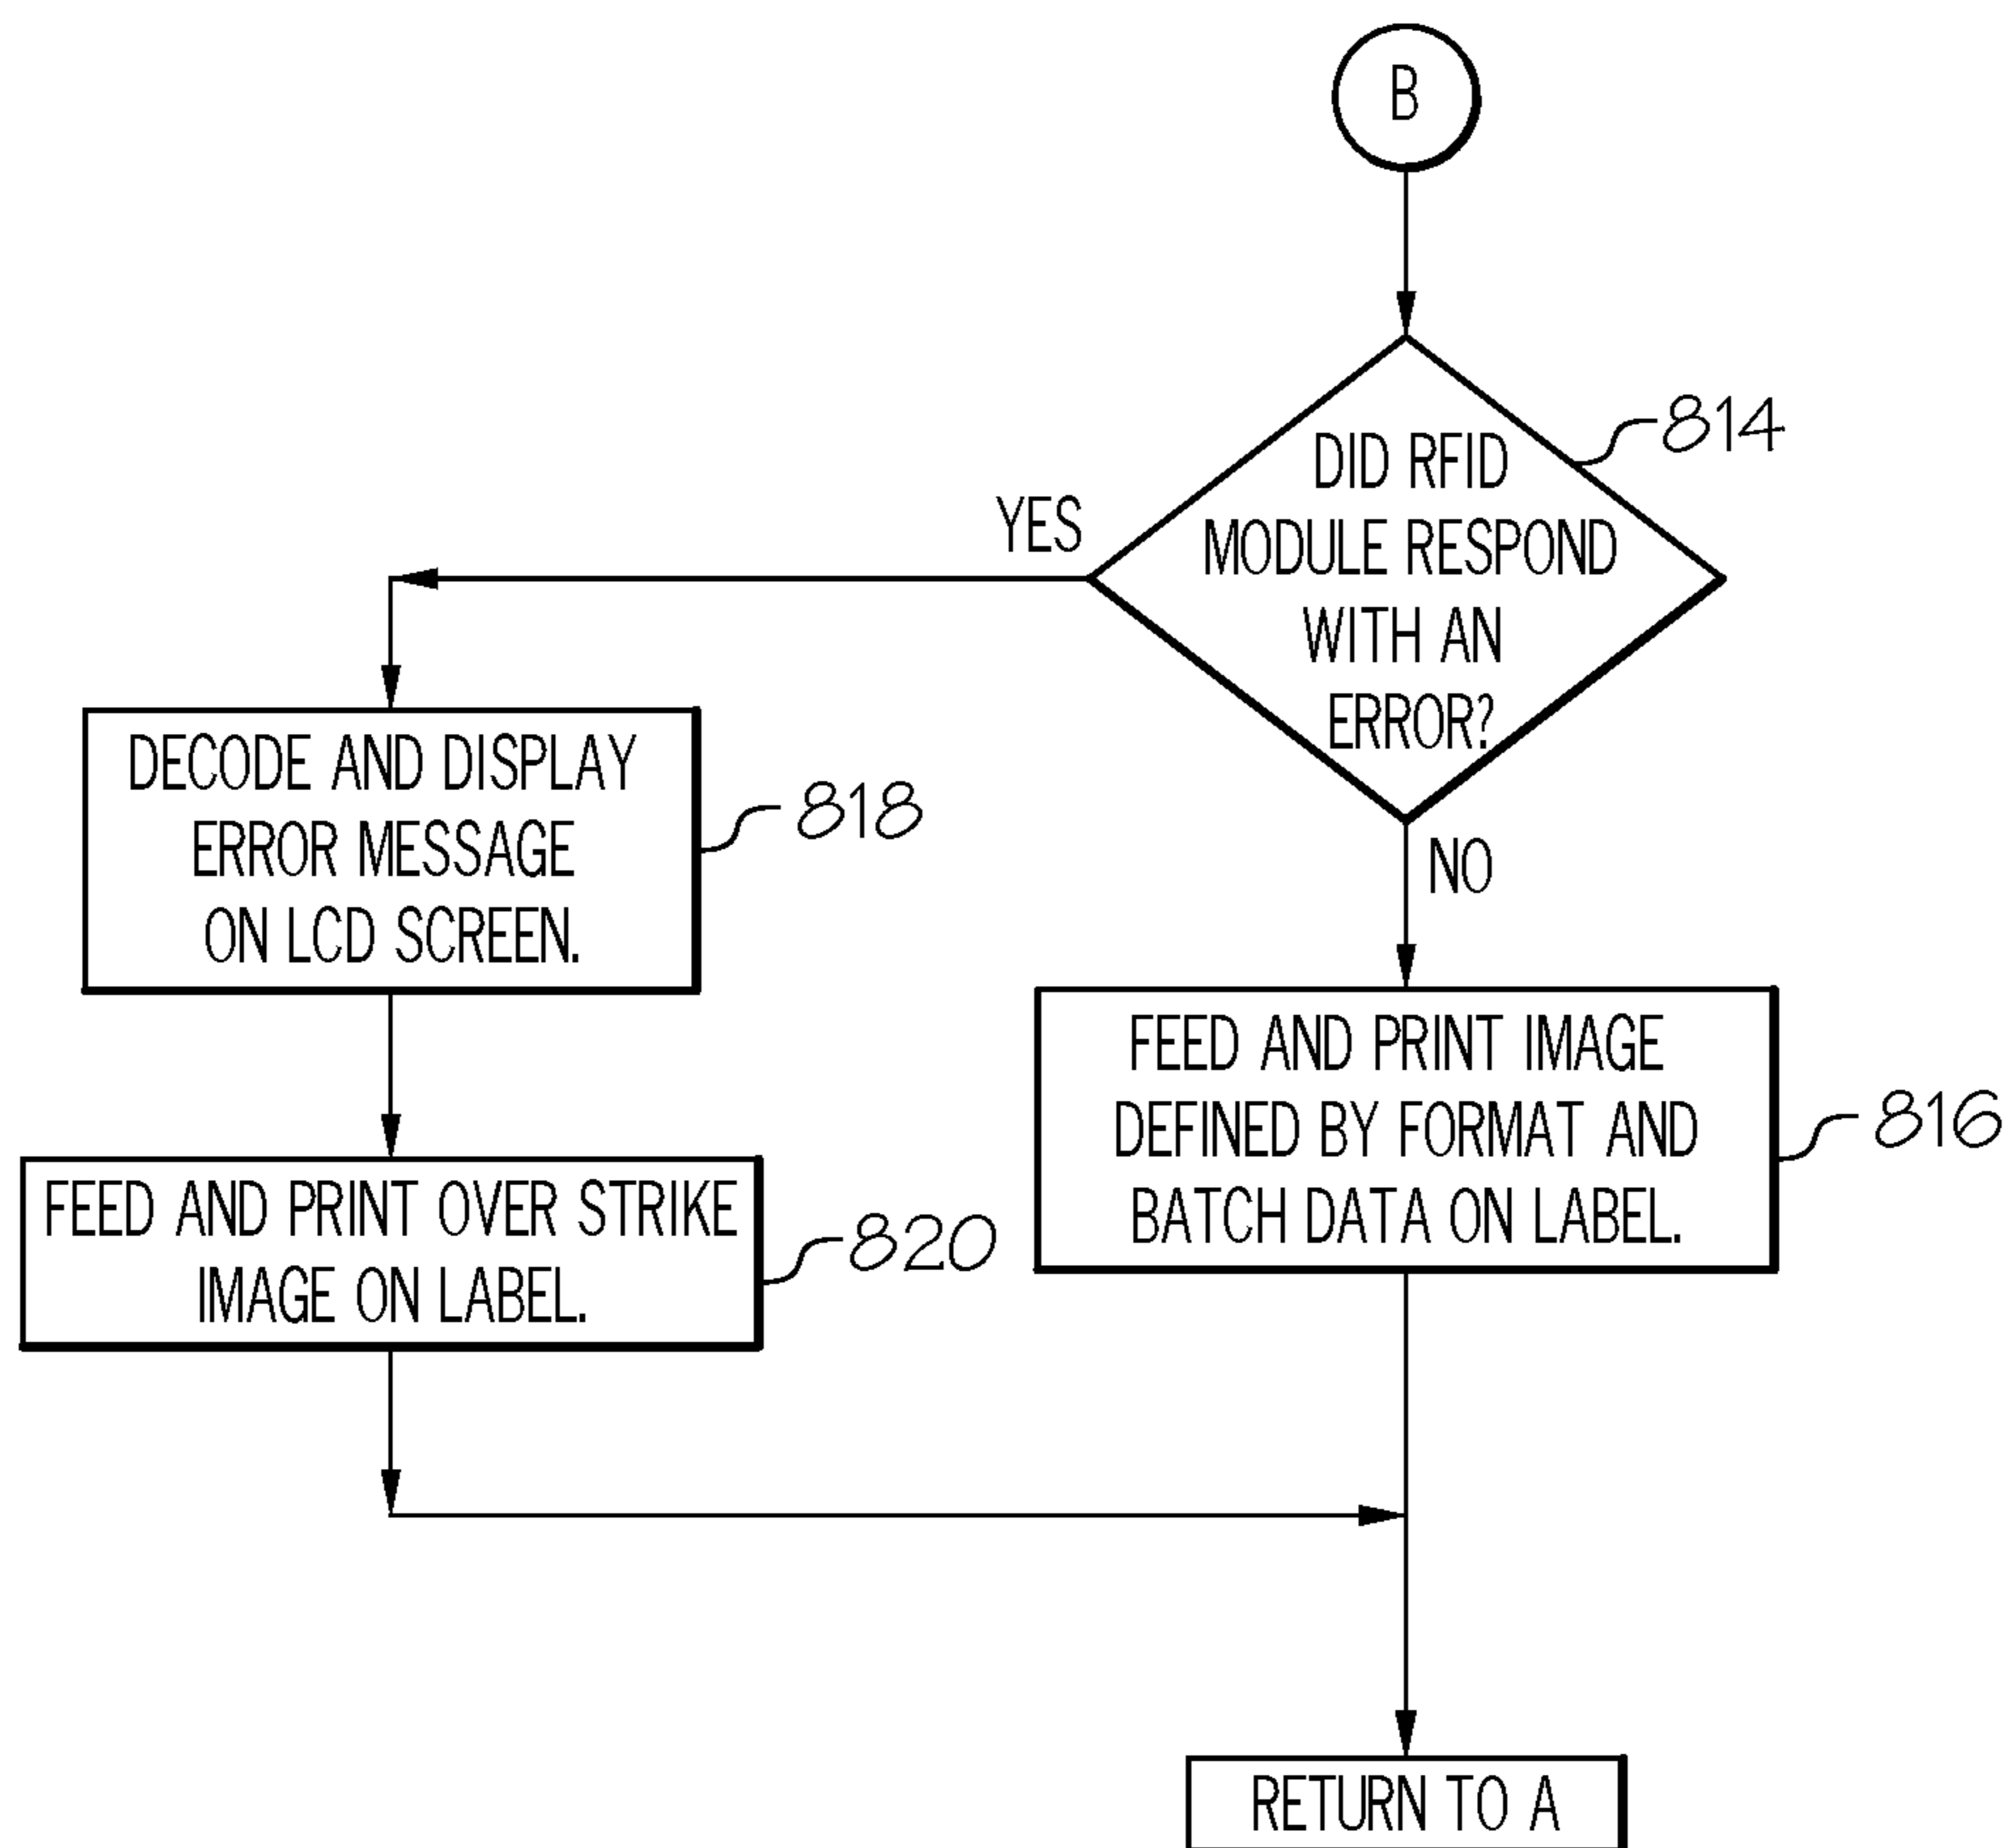 B
DID RFID
MODULE RESPOND
WITH AN
ERROR?
814
YES
NO
DECODE AND DISPLAY
ERROR MESSAGE
ON LCD SCREEN.
818
FEED AND PRINT IMAGE
DEFINED BY FORMAT AND
BATCH DATA ON LABEL.
816
FEED AND PRINT OVER STRIKE
IMAGE ON LABEL.
820
RETURN TO A